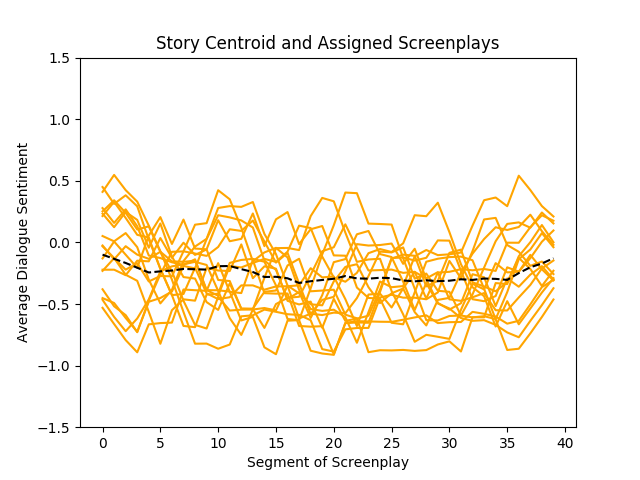 Story Centroid and Assigned Screenplays
1.5
1.0
0.5
0.0
−0.5
−1.0
−1.5
Average Dialogue Sentiment
0 5 10 15 20 25 30 35 40
Segment of Screenplay